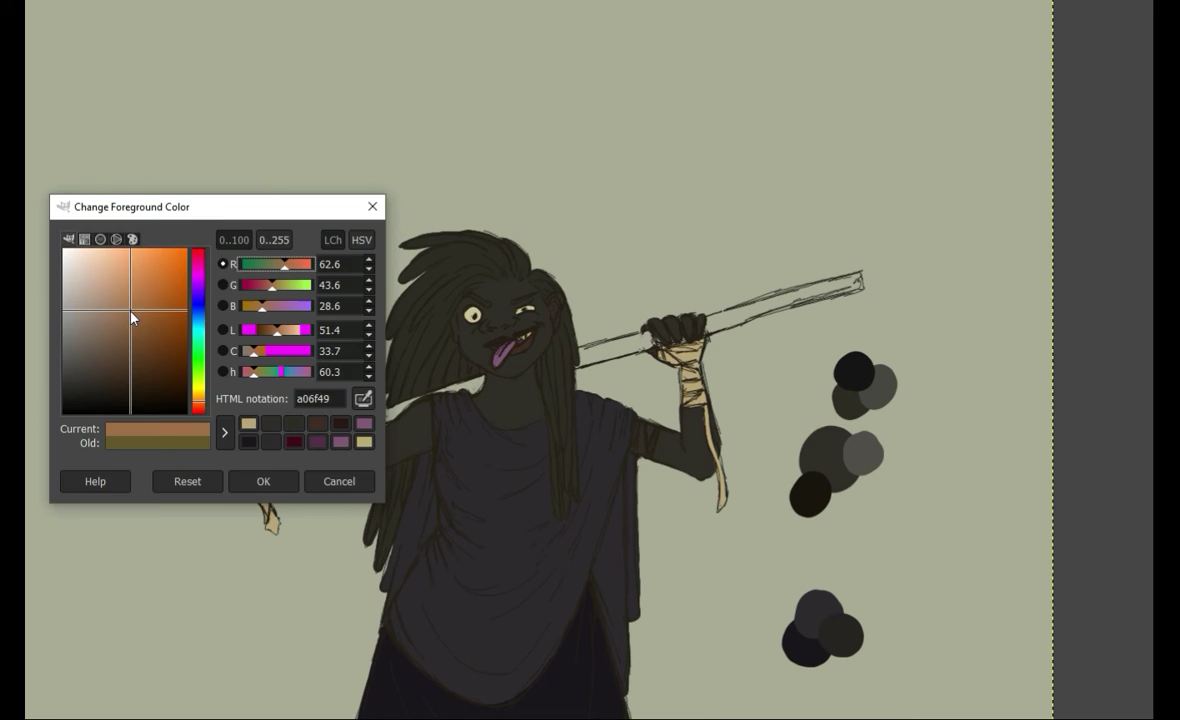 Change Foreground Color
0..100 0..255 LCh HSV
R 62.6
G 43.6
B 28.6
L 51.4
C 33.7
h 60.3
HTML notation: a06f49
Current:
Old:
Help Reset OK Cancel